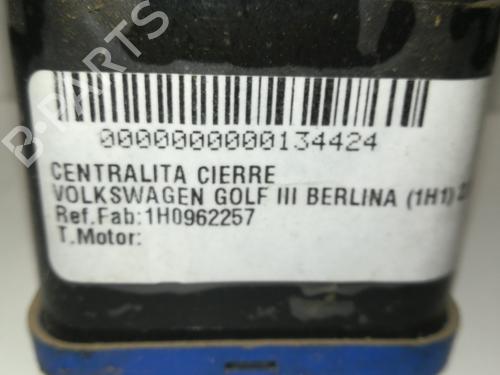 0000000000134424
CENTRALITA CIERRE
VOLKSWAGEN GOLF III BERLINA (1H1)
Ref.Fab:1H0962257
T.Motor:
B-PARTS